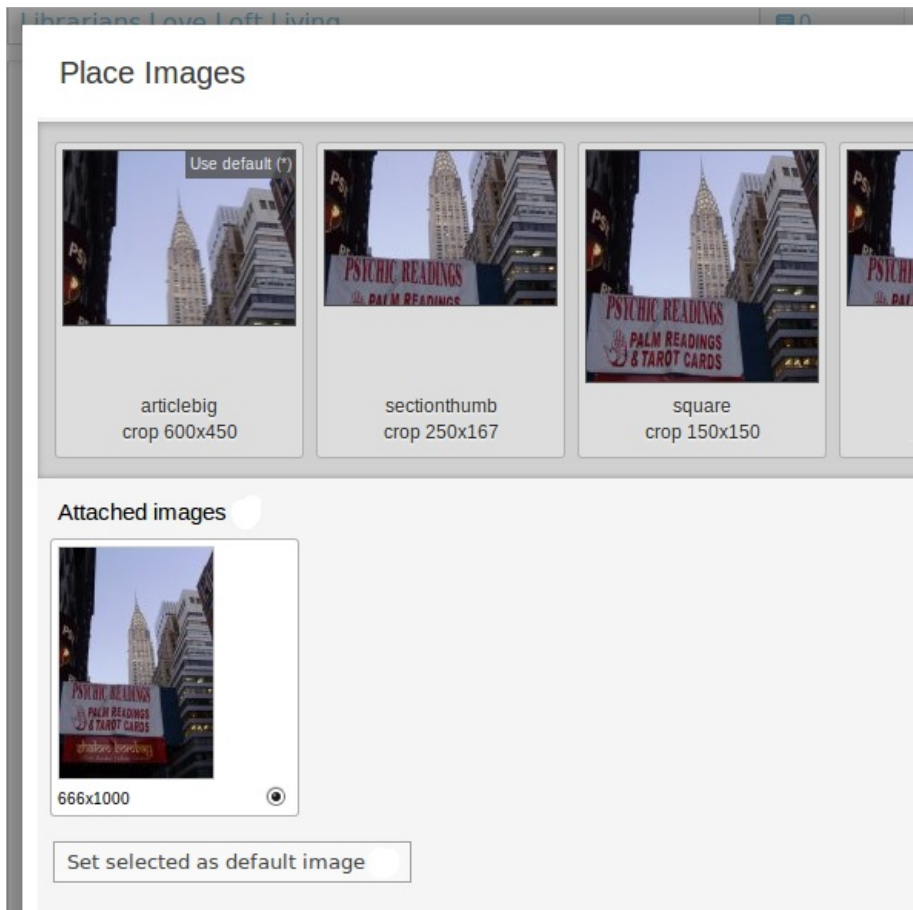 Librarians Love Loft Living
0
Place Images
Use default (*)
PSYCHIC READINGS
PALM READINGS
PSYCHIC READINGS
PALM READINGS
& TAROT CARDS
articlebig
crop 600x450
sectionthumb
crop 250x167
square
crop 150x150
Attached images
PSYCHIC READINGS
PALM READINGS
& TAROT CARDS
shalom bombay
666x1000
Set selected as default image